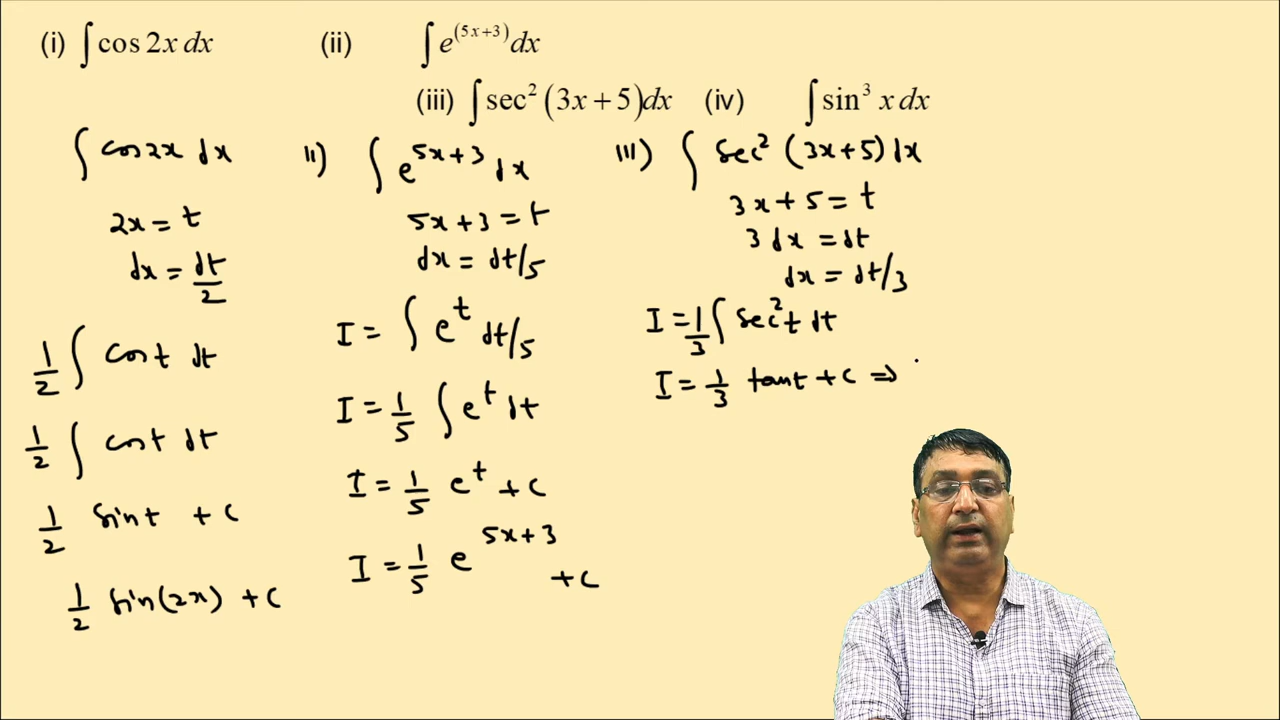 (i) ∫ cos 2x dx (ii) ∫ e^(5x+3) dx
(iii) ∫ sec² (3x + 5)dx (iv) ∫ sin³ x dx
∫ cos2x dx
2x = t
dx = dt/2
1/2 ∫ cost dt
1/2 ∫ cost dt
1/2 sint + c
1/2 sin(2x) + c
II) ∫ e^(5x+3) dx
5x + 3 = t
dx = dt/5
I = ∫ e^t dt/5
I = 1/5 ∫ e^t dt
I = 1/5 e^t + c
I = 1/5 e^(5x+3) + c
III) ∫ sec² (3x+5) dx
3x + 5 = t
3 dx = dt
dx = dt/3
I = 1/3 ∫ sec² t dt
I = 1/3 tant + c ⇒